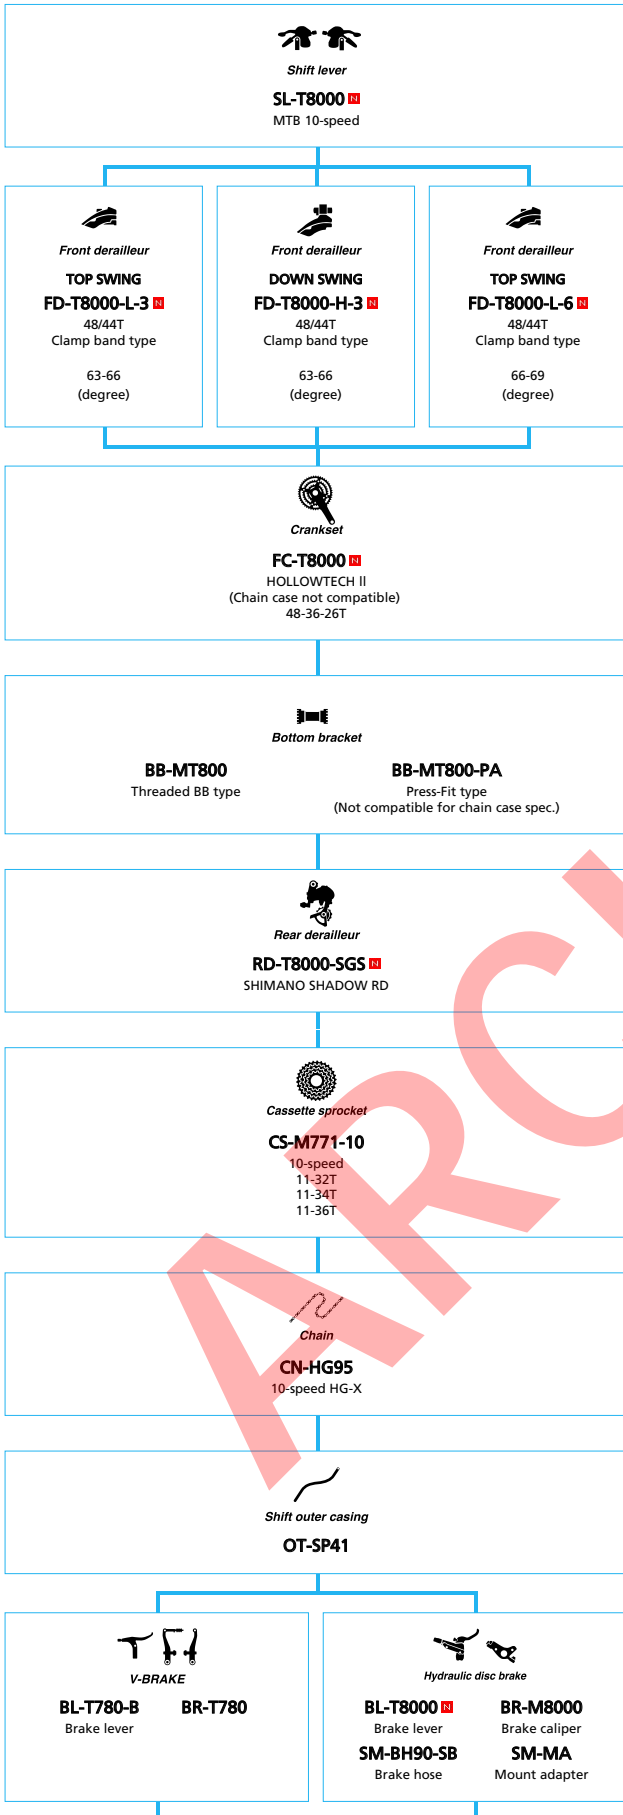 Shift lever
SL-T8000 N
MTB 10-speed
Front derailleur
TOP SWING
FD-T8000-L-3 N
48/44T
Clamp band type
63-66
(degree)
Front derailleur
DOWN SWING
FD-T8000-H-3 N
48/44T
Clamp band type
63-66
(degree)
Front derailleur
TOP SWING
FD-T8000-L-6 N
48/44T
Clamp band type
66-69
(degree)
Crankset
FC-T8000 N
HOLLOWTECH II
(Chain case not compatible)
48-36-26T
Bottom bracket
BB-MT800
Threaded BB type
BB-MT800-PA
Press-Fit type
(Not compatible for chain case spec.)
Rear derailleur
RD-T8000-SGS N
SHIMANO SHADOW RD
Cassette sprocket
CS-M771-10
10-speed
11-32T
11-34T
11-36T
Chain
CN-HG95
10-speed HG-X
Shift outer casing
OT-SP41
V-BRAKE
BL-T780-B BR-T780
Brake lever
Hydraulic disc brake
BL-T8000 N BR-M8000
Brake lever Brake caliper
SM-BH90-SB SM-MA
Brake hose Mount adapter